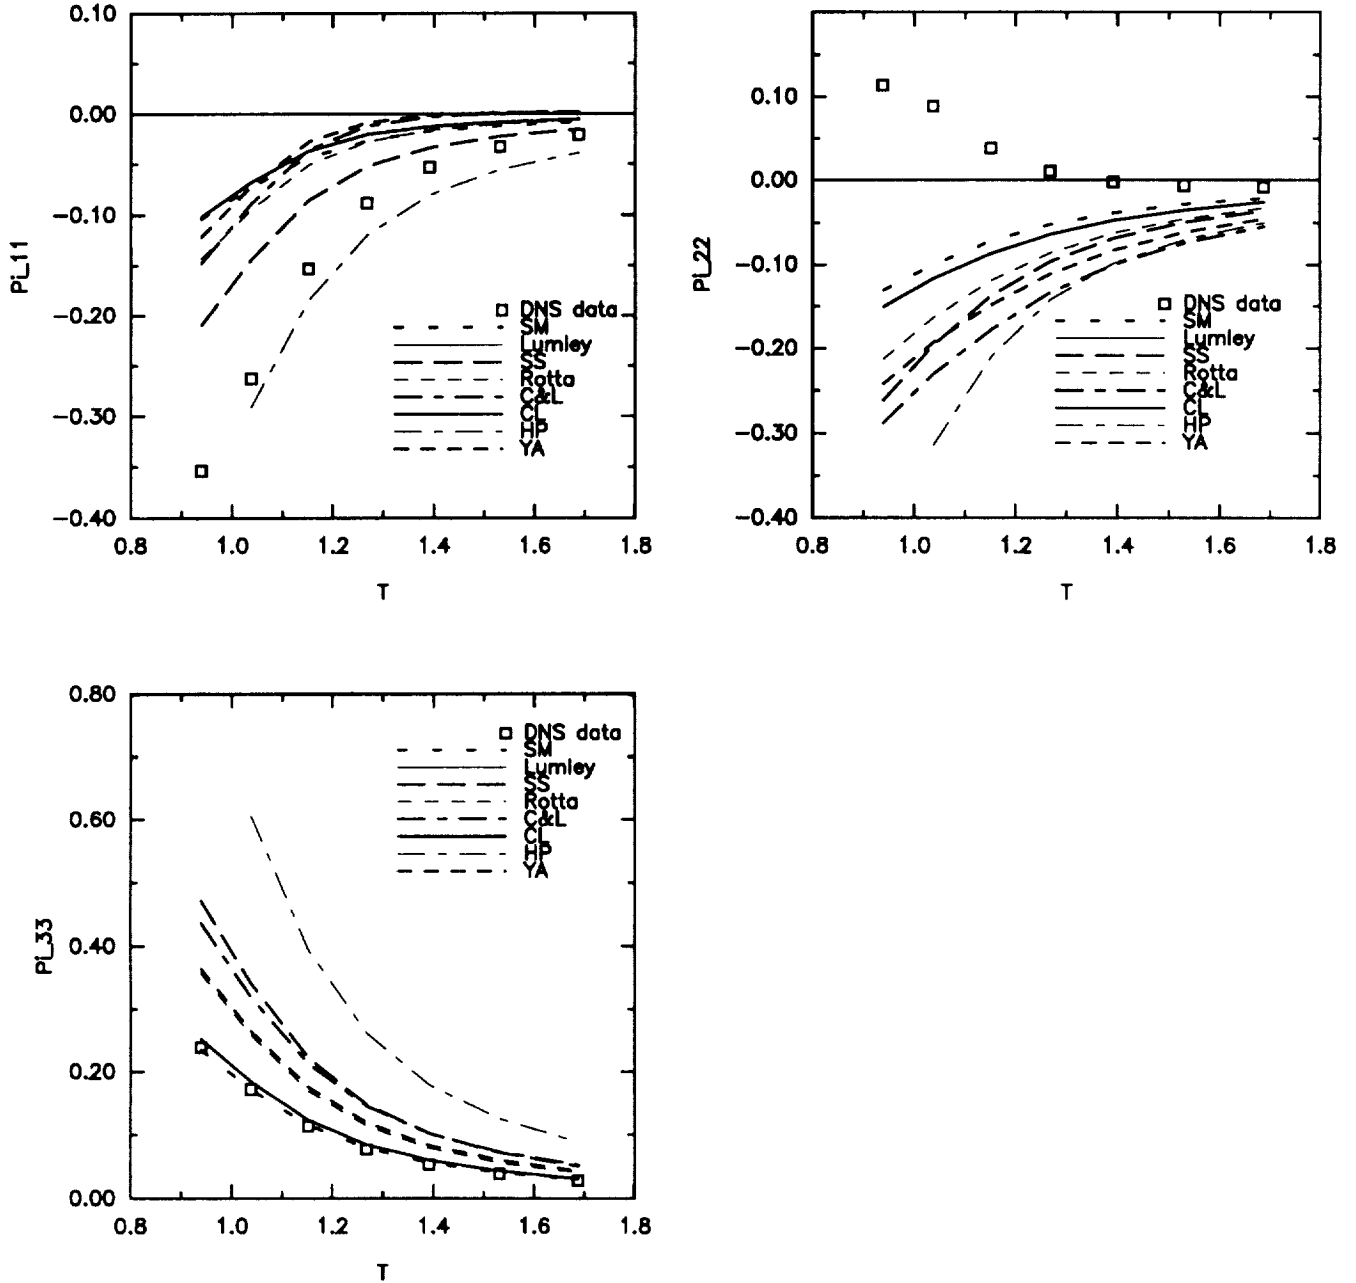 0.10
0.00
-0.10
-0.20
-0.30
-0.40
Pi_11
DNS data
SM
Lumley
SS
Rotta
C&L
CL
HP
YA
0.8 1.0 1.2 1.4 1.6 1.8
T
0.10
0.00
-0.10
-0.20
-0.30
-0.40
Pi_22
DNS data
SM
Lumley
SS
Rotta
C&L
CL
HP
YA
0.8 1.0 1.2 1.4 1.6 1.8
T
0.80
0.60
0.40
0.20
0.00
Pi_33
DNS data
SM
Lumley
SS
Rotta
C&L
CL
HP
YA
0.8 1.0 1.2 1.4 1.6 1.8
T